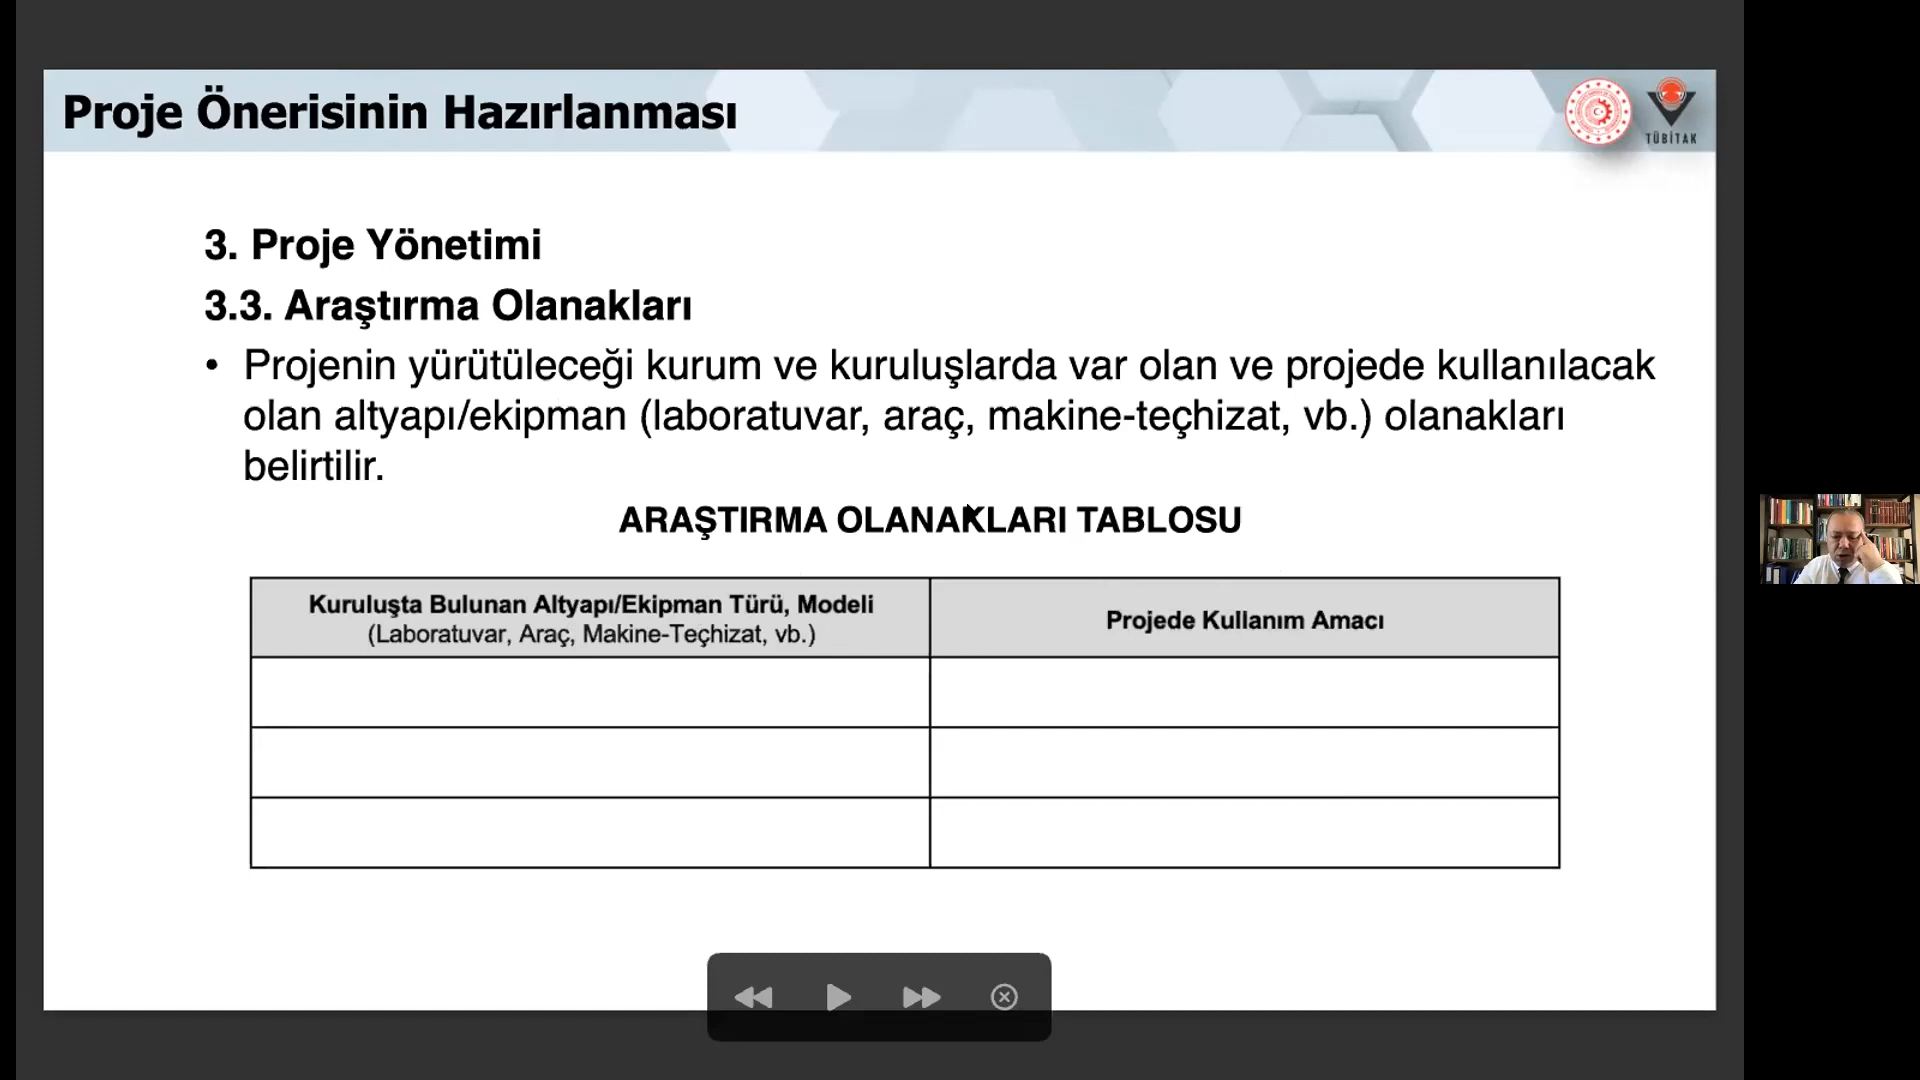 Proje Önerisinin Hazırlanması
TÜBİTAK
3. Proje Yönetimi
3.3. Araştırma Olanakları
• Projenin yürütüleceği kurum ve kuruluşlarda var olan ve projede kullanılacak
olan altyapı/ekipman (laboratuvar, araç, makine-teçhizat, vb.) olanakları
belirtilir.
ARAŞTIRMA OLANAKLARI TABLOSU
Kuruluşta Bulunan Altyapı/Ekipman Türü, Modeli
(Laboratuvar, Araç, Makine-Teçhizat, vb.)
Projede Kullanım Amacı